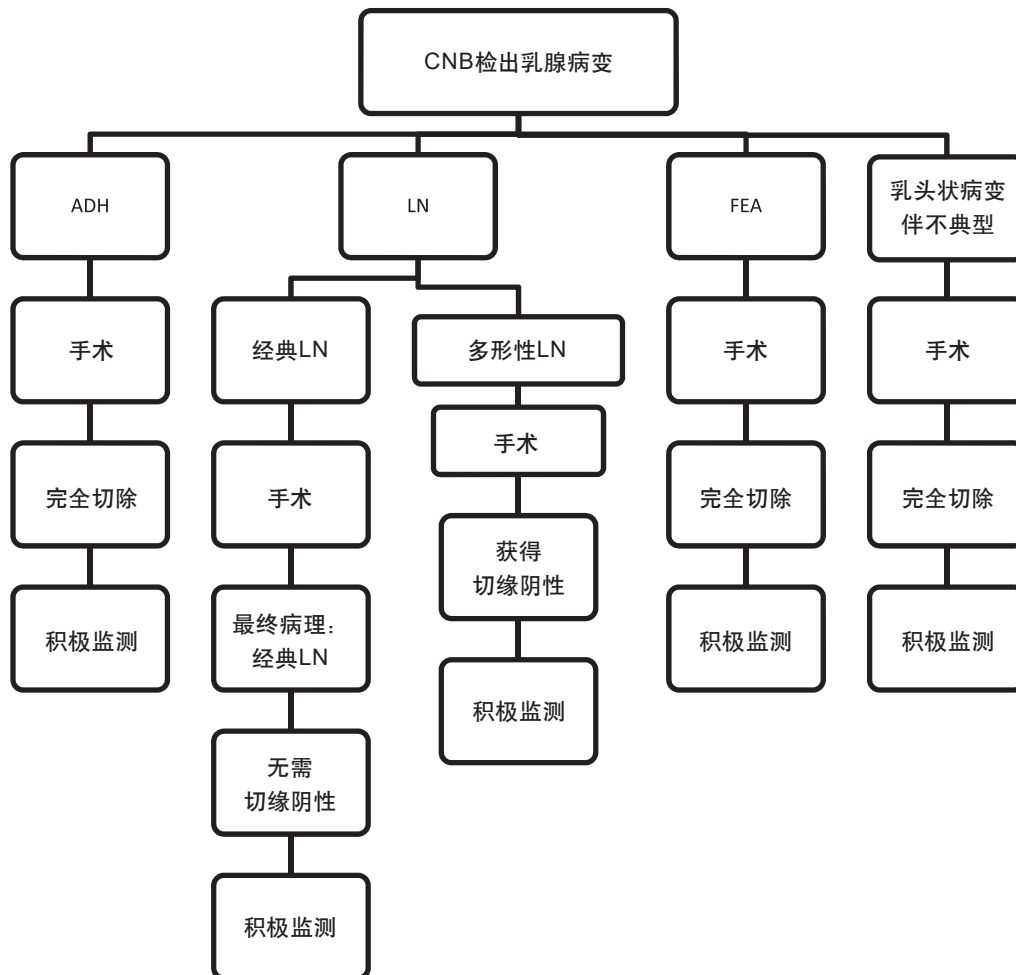 CNB检出乳腺病变
ADH
LN
FEA
乳头状病变
伴不典型
手术
经典LN
多形性LN
手术
手术
手术
完全切除
手术
获得
切缘阴性
完全切除
完全切除
积极监测
最终病理：
经典LN
积极监测
积极监测
积极监测
无需
切缘阴性
积极监测